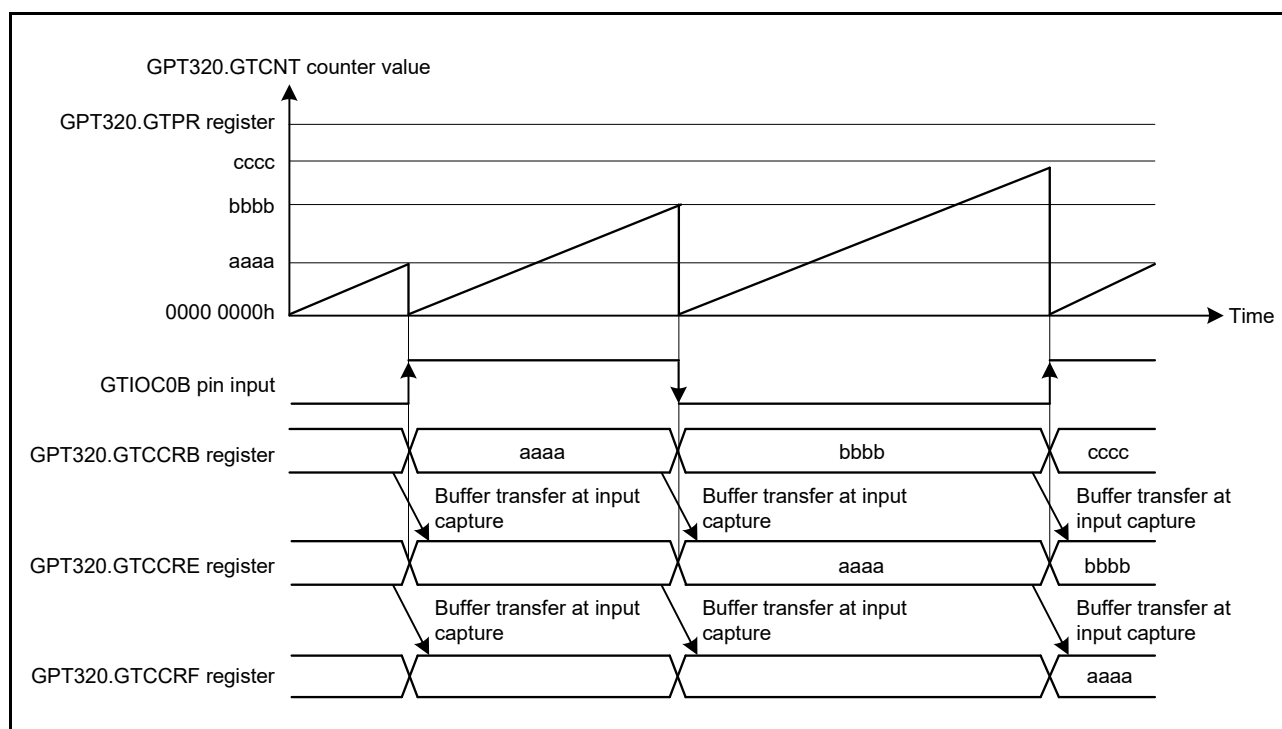 GPT320.GTCNT counter value
GPT320.GTPR register
cccc
bbbb
aaaa
0000 0000h
Time
GTIOC0B pin input
GPT320.GTCCRB register
aaaa
bbbb
cccc
Buffer transfer at input
capture
Buffer transfer at input
capture
Buffer transfer at
input capture
GPT320.GTCCRE register
aaaa
bbbb
Buffer transfer at input
capture
Buffer transfer at input
capture
Buffer transfer at
input capture
GPT320.GTCCRF register
aaaa